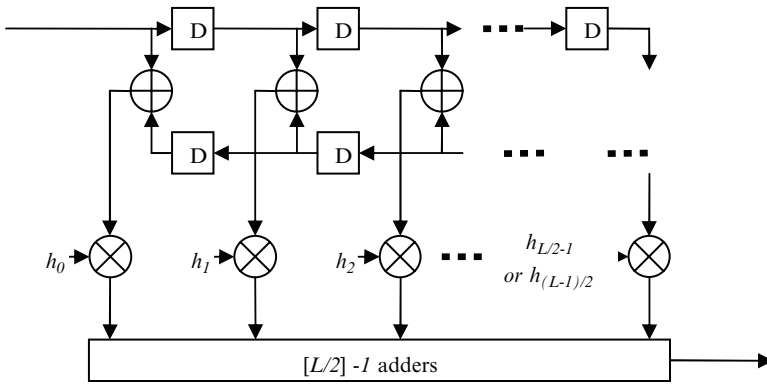 D D D
D D
h0 h1 h2 hL/2-1
or h(L-1)/2
[L/2] -1 adders